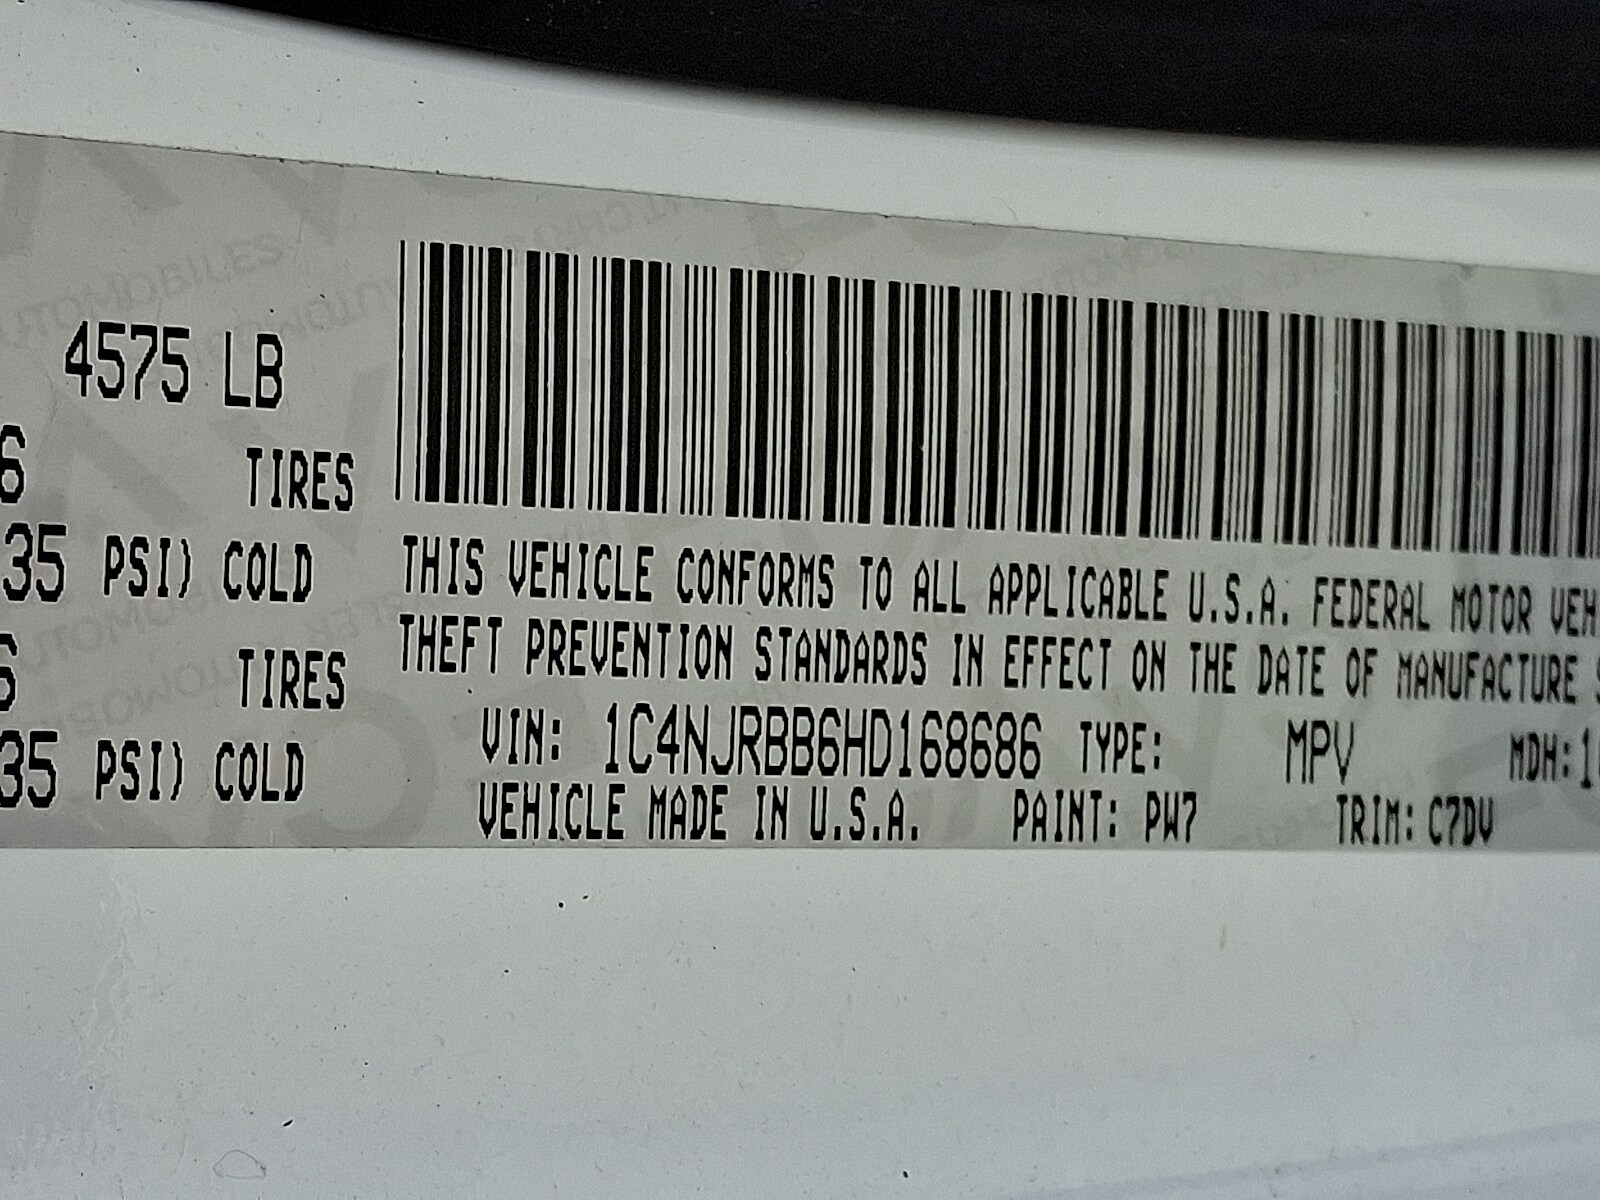 4575 LB
6 TIRES
35 PSI) COLD
TIRES
35 PSI) COLD
THIS VEHICLE CONFORMS TO ALL APPLICABLE U.S.A. FEDERAL MOTOR VEH
THEFT PREVENTION STANDARDS IN EFFECT ON THE DATE OF MANUFACTURE
VIN: 1C4NJRBB6HD168686 TYPE: MPV MDH:1
VEHICLE MADE IN U.S.A. PAINT: PW7 TRIM: C7DV